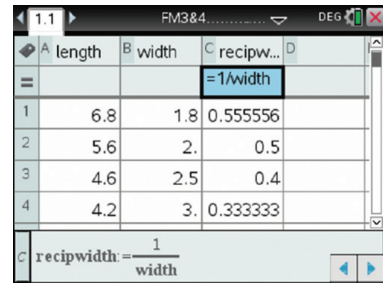 1.1 FM3&4............. DEG
A length B width C recipw... D
= =1/width
1 6.8 1.8 0.555556
2 5.6 2. 0.5
3 4.6 2.5 0.4
4 4.2 3. 0.333333
C recipwidth:=1/width